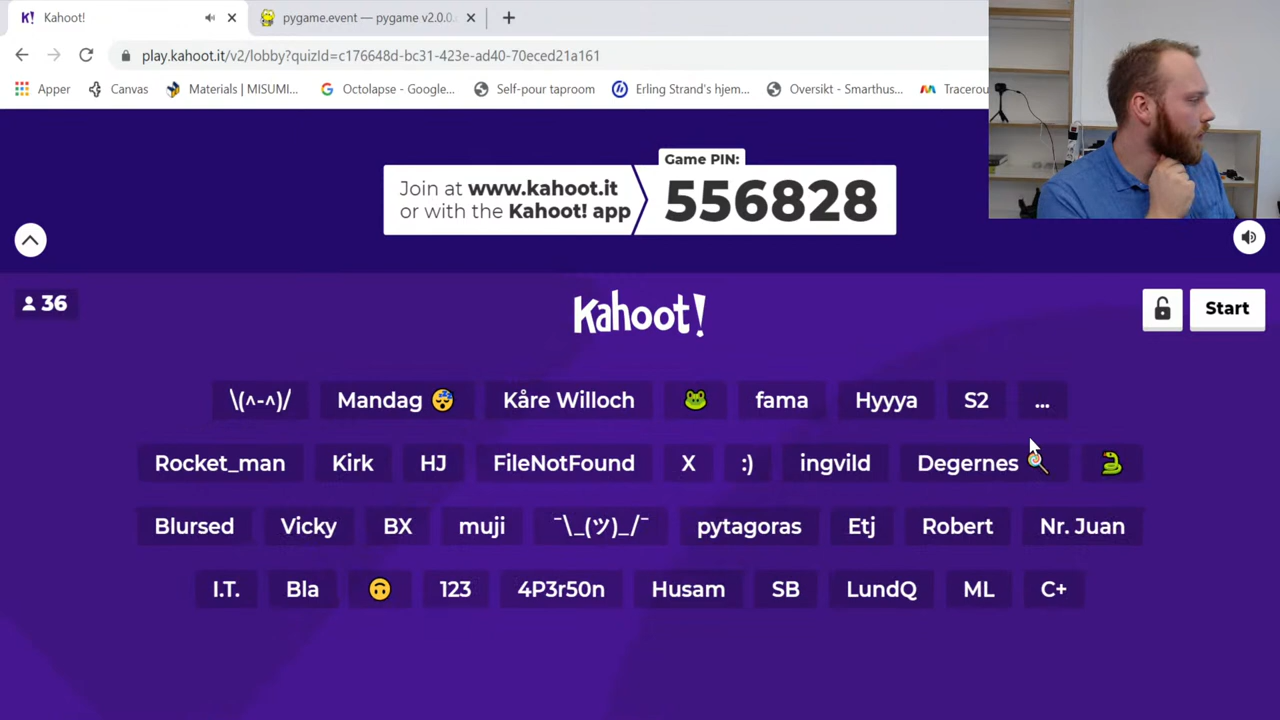 Kahoot!
pygame.event — pygame v2.0.0.
play.kahoot.it/v2/lobby?quizId=c176648d-bc31-423e-ad40-70eced21a161
Apper Canvas Materials | MISUMI... Octolapse - Google... Self-pour taproom Erling Strand's hjem... Oversikt - Smarthus... Tracerou
Join at www.kahoot.it
or with the Kahoot! app
Game PIN:
556828
36
Kahoot!
Start
\(^-^)/ Mandag 😴 Kåre Willoch 🐸 fama Hyyya S2 ...
Rocket_man Kirk HJ FileNotFound X :) ingvild Degernes 🍭 🐍
Blursed Vicky BX muji ¯\_(ツ)_/¯ pytagoras Etj Robert Nr. Juan
I.T. Bla 🙃 123 4P3r50n Husam SB LundQ ML C+